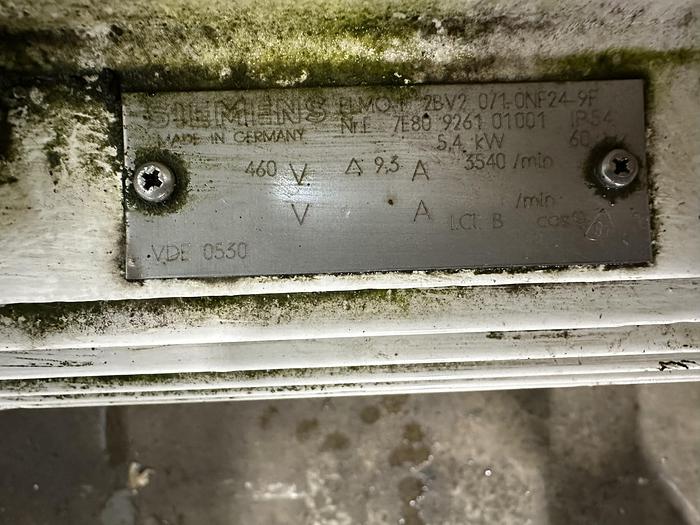 SIEMENS ELMO-F 2BV2 071-0NF24-9F
MADE IN GERMANY Nr.E 7E80 9261 01001 IP54
5,4 kW 60
460 V △ 9,3 A 3540 /min
V A /min
I.Cl. B cosφ
VDE 0530